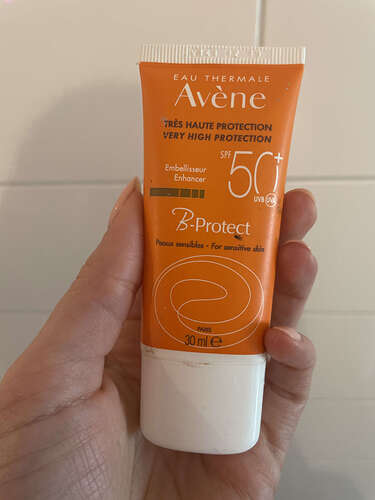 EAU THERMALE
Avène
TRÈS HAUTE PROTECTION
VERY HIGH PROTECTION
SPF 50+
UVB UVA
Embellisseur
Enhancer
B-Protect
Peaux sensibles - For sensitive skin
PARIS
30 ml e